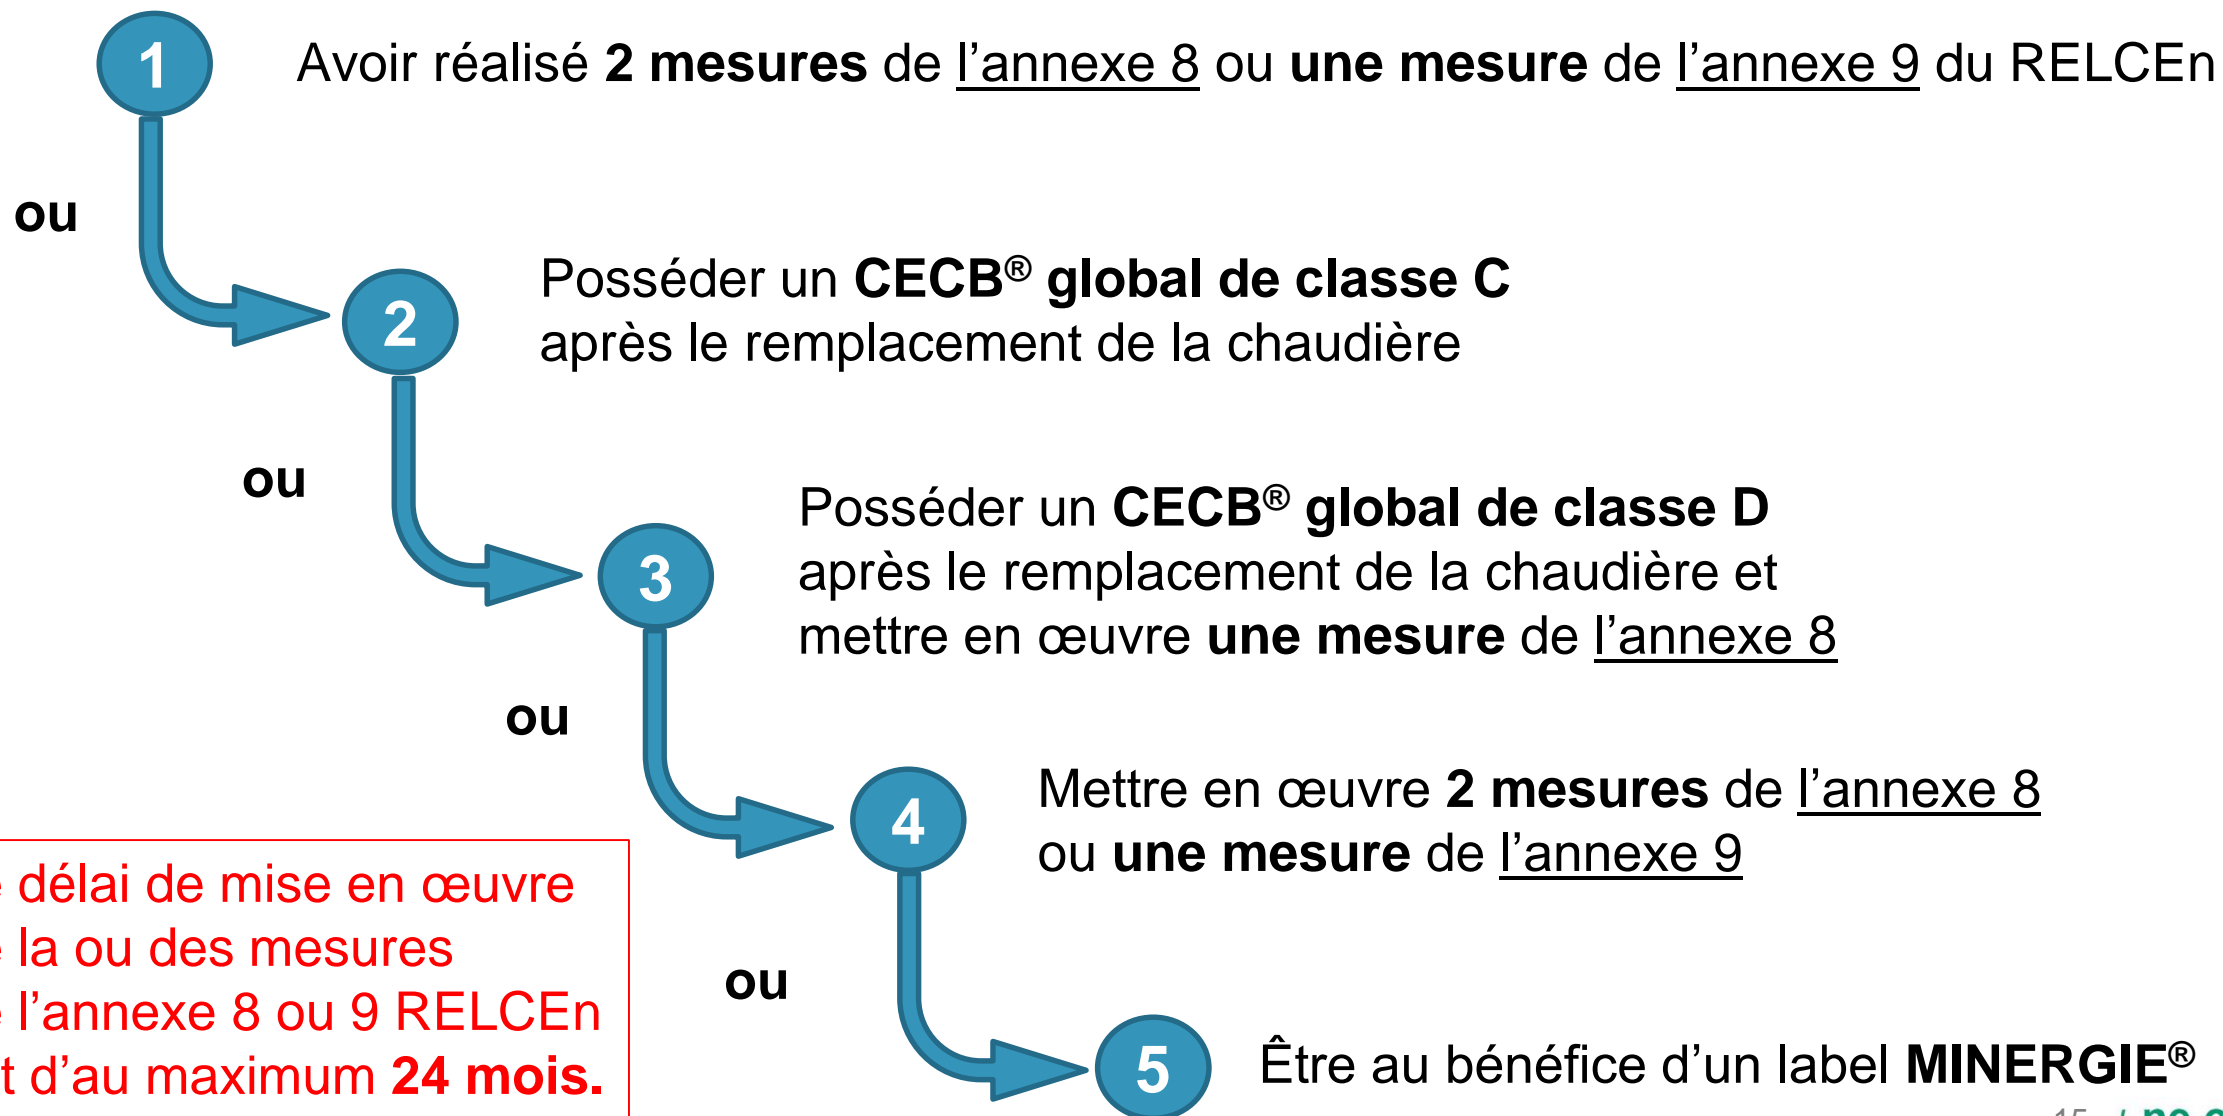 1
Avoir réalisé 2 mesures de l’annexe 8 ou une mesure de l’annexe 9 du RELCEn
ou
2
Posséder un CECB® global de classe C
après le remplacement de la chaudière
ou
3
Posséder un CECB® global de classe D
après le remplacement de la chaudière et
mettre en œuvre une mesure de l’annexe 8
ou
4
Mettre en œuvre 2 mesures de l’annexe 8
ou une mesure de l’annexe 9
délai de mise en œuvre
la ou des mesures
l’annexe 8 ou 9 RELCEn
d’au maximum 24 mois.
ou
5
Être au bénéfice d’un label MINERGIE®